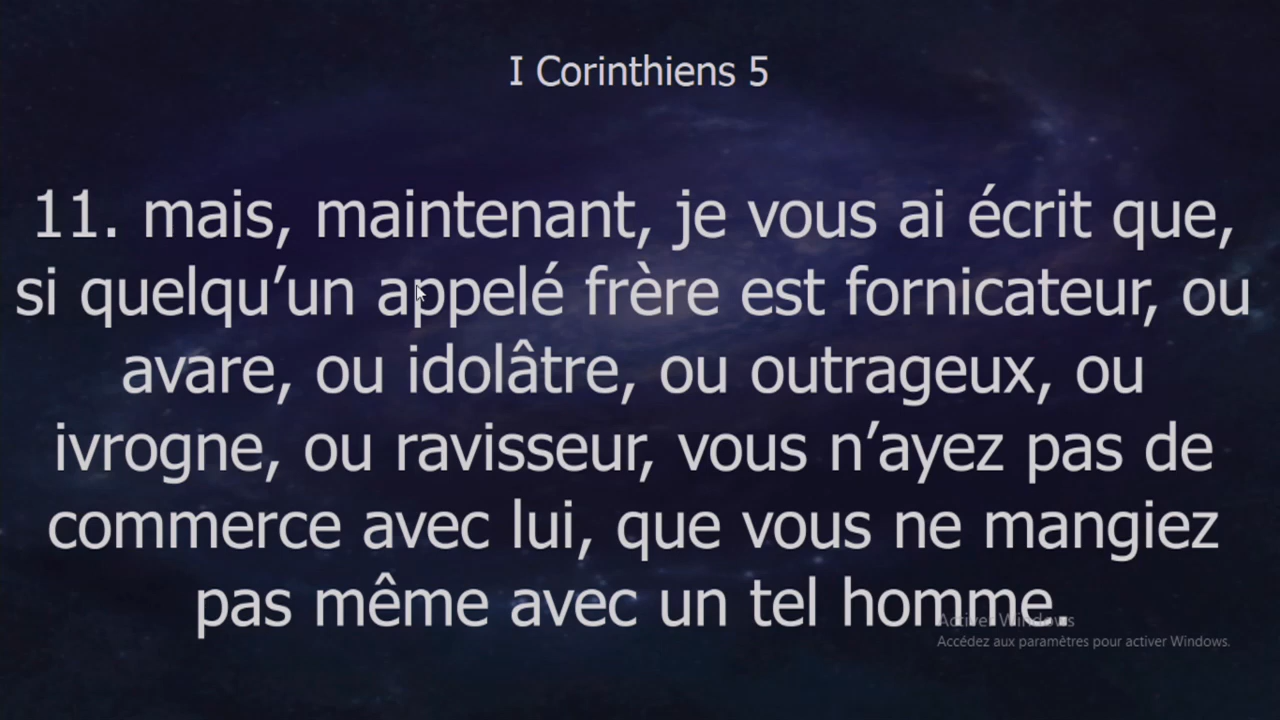 I Corinthiens 5
11. mais, maintenant, je vous ai écrit que,
si quelqu’un appelé frère est fornicateur, ou
avare, ou idolâtre, ou outrageux, ou
ivrogne, ou ravisseur, vous n’ayez pas de
commerce avec lui, que vous ne mangiez
pas même avec un tel homme.
Activer Windows
Accédez aux paramètres pour activer Windows.